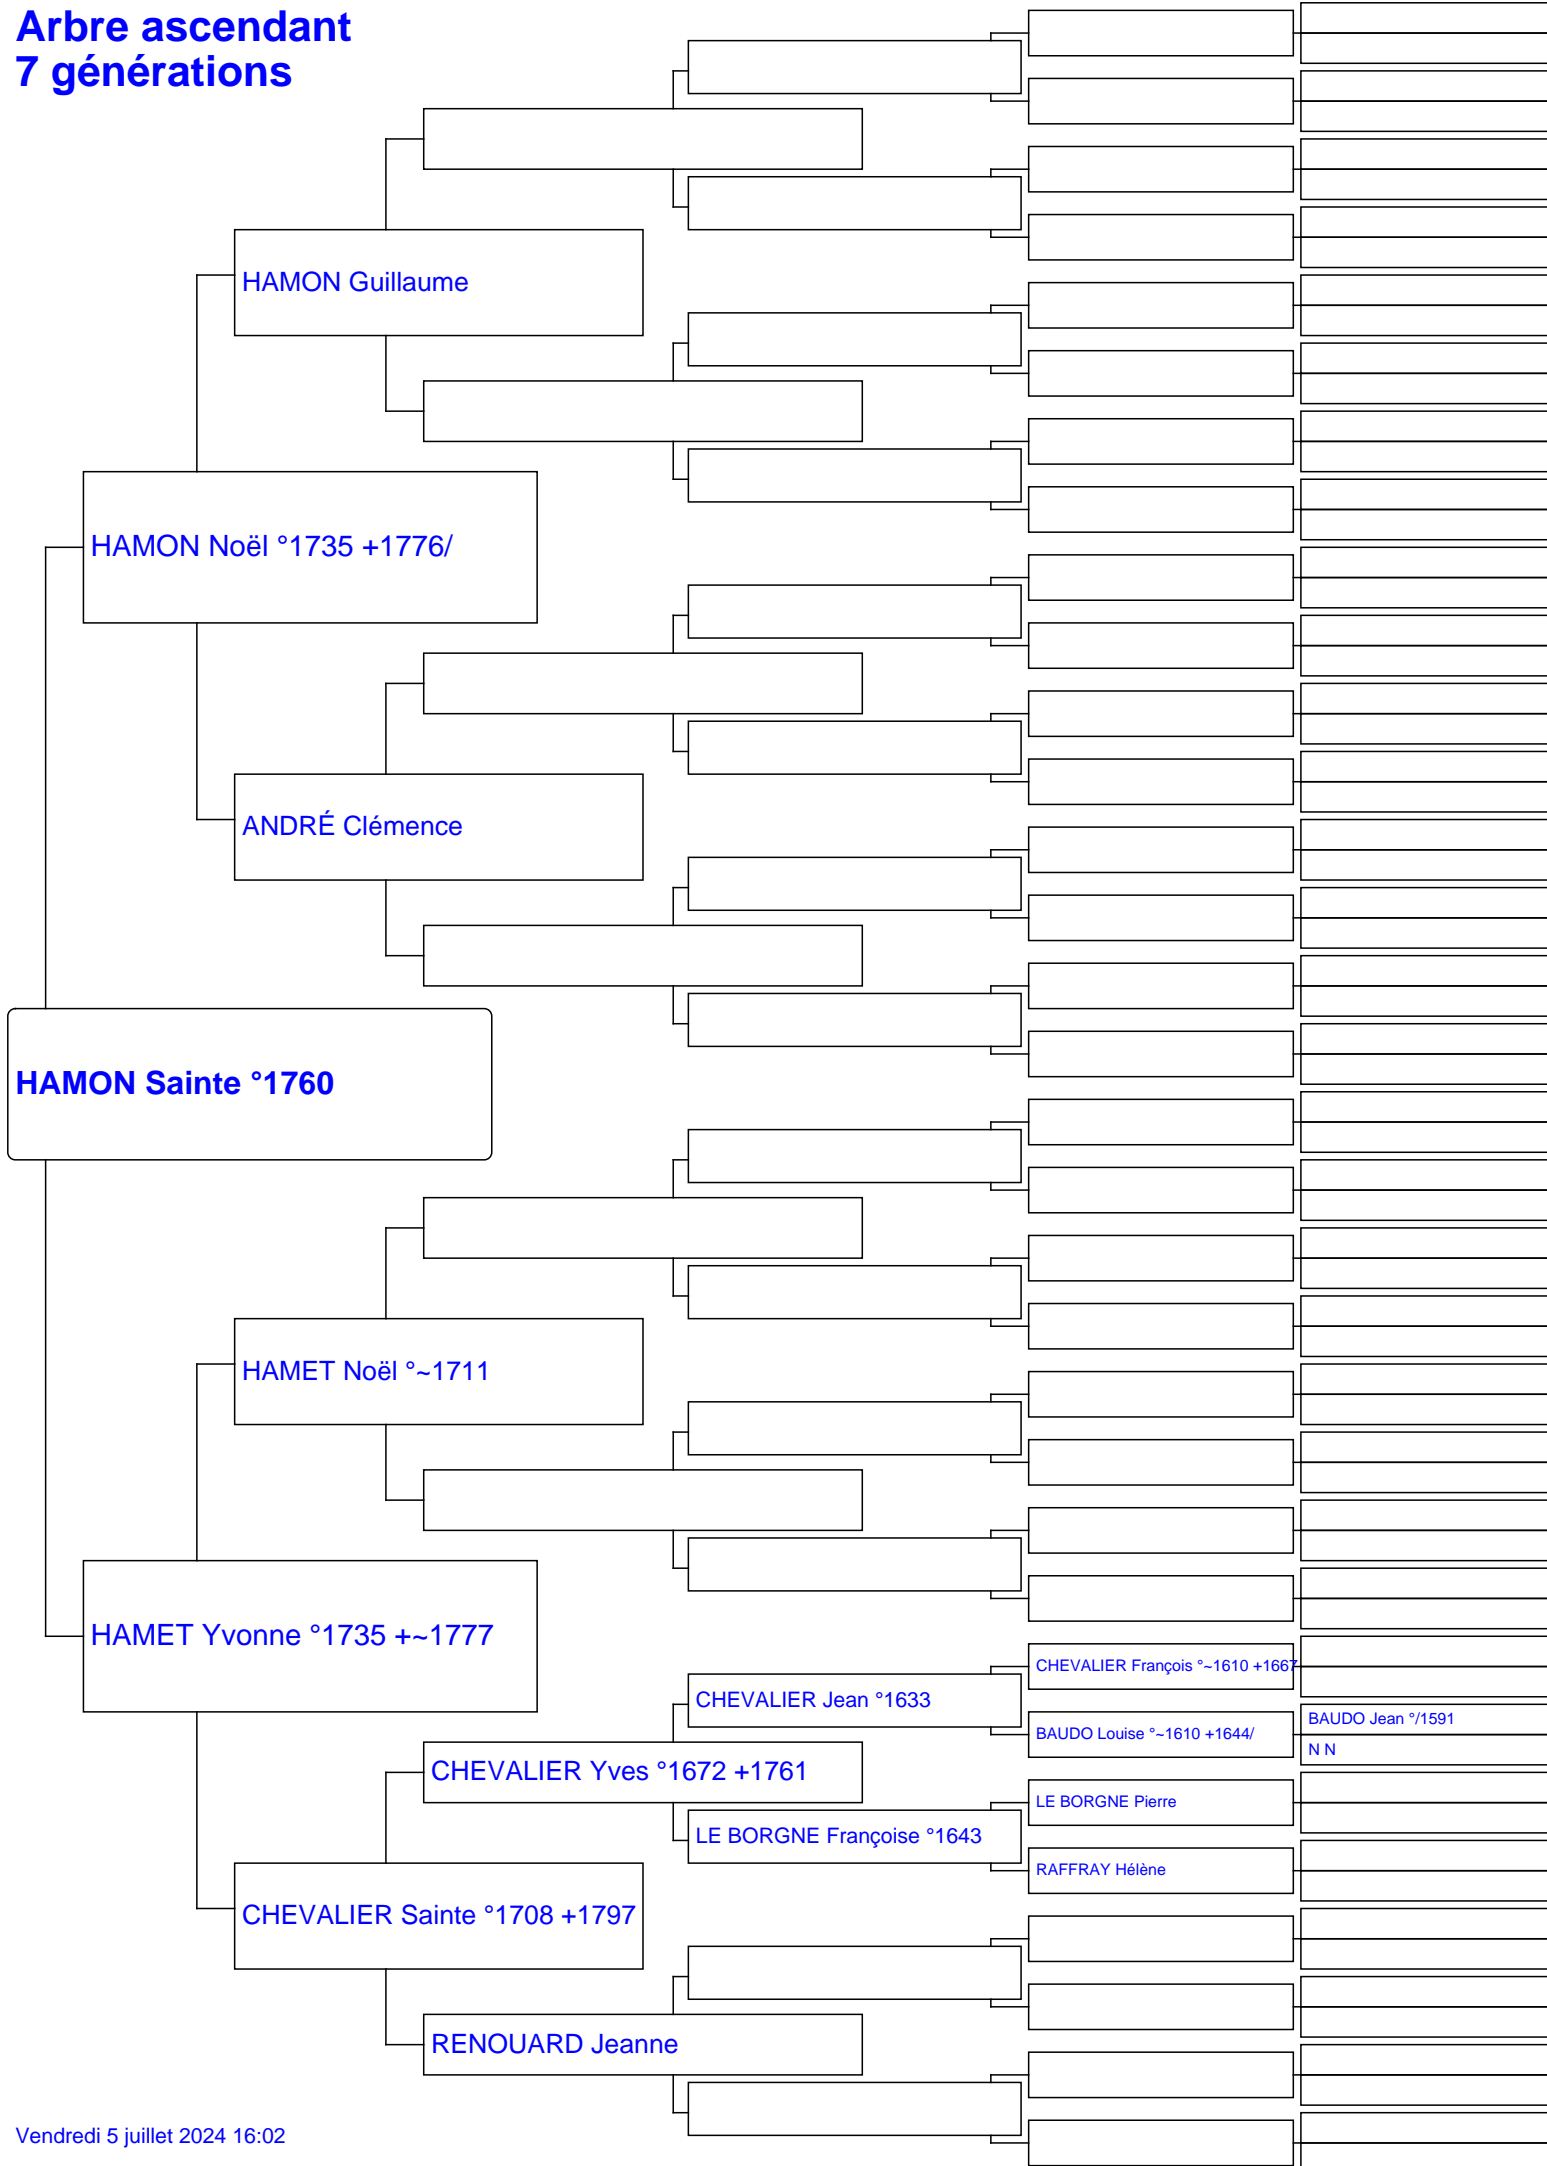 Arbre ascendant
7 générations
HAMON Guillaume
HAMON Noël °1735 +1776/
ANDRÉ Clémence
HAMON Sainte °1760
HAMET Noël °~1711
HAMET Yvonne °1735 +~1777
CHEVALIER François °~1610 +1667
CHEVALIER Jean °1633
BAUDO Jean °/1591
BAUDO Louise °~1610 +1644/
N N
CHEVALIER Yves °1672 +1761
LE BORGNE Pierre
LE BORGNE Françoise °1643
RAFFRAY Hélène
CHEVALIER Sainte °1708 +1797
RENOUARD Jeanne
Vendredi 5 juillet 2024 16:02